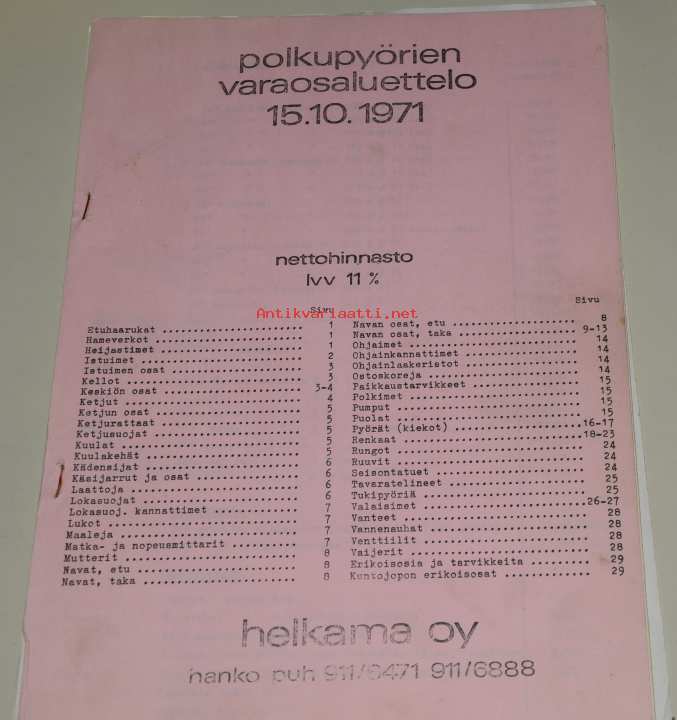 polkupyörien
varaosaluettelo
15.10.1971
nettohinnasto
lvv 11 %
Antikvariaatti.net
Sivu
Etuhaarukat 1
Hameverkot 1
Heijastimet 1
Istuimet 2
Istuimen osat 3
Kellot 3
Keskiön osat 3-4
Ketjut 4
Ketjun osat 5
Ketjurattaat 5
Ketjusuojat 5
Kuulat 5
Kuulakehät 5
Kädensijat 6
Käsijarrut ja osat 6
Laattoja 6
Lokasuojat 6
Lokasuoj. kannattimet 7
Lukot 7
Maaleja 7
Matka- ja nopeusmittarit 7
Mutterit 8
Navat, etu 8
Navat, taka 8
Sivu
Navan osat, etu 8
Navan osat, taka 9-13
Ohjaimet 14
Ohjainkannattimet 14
Ohjainlaakeristot 14
Ostoskoreja 14
Paikkaustarvikkeet 15
Polkimet 15
Pumput 15
Puolat 15
Pyörät (kiekot) 16-17
Renkaat 18-23
Rungot 24
Ruuvit 24
Seisontatuet 24
Tavaratelineet 25
Tukipyöriä 25
Valaisimet 26-27
Vanteet 28
Vannenauhat 28
Venttiilit 28
Vaijerit 28
Erikoisosia ja tarvikkeita 29
Kuntojopon erikoisosat 29
helkama oy
hanko puh 911/6471 911/6888